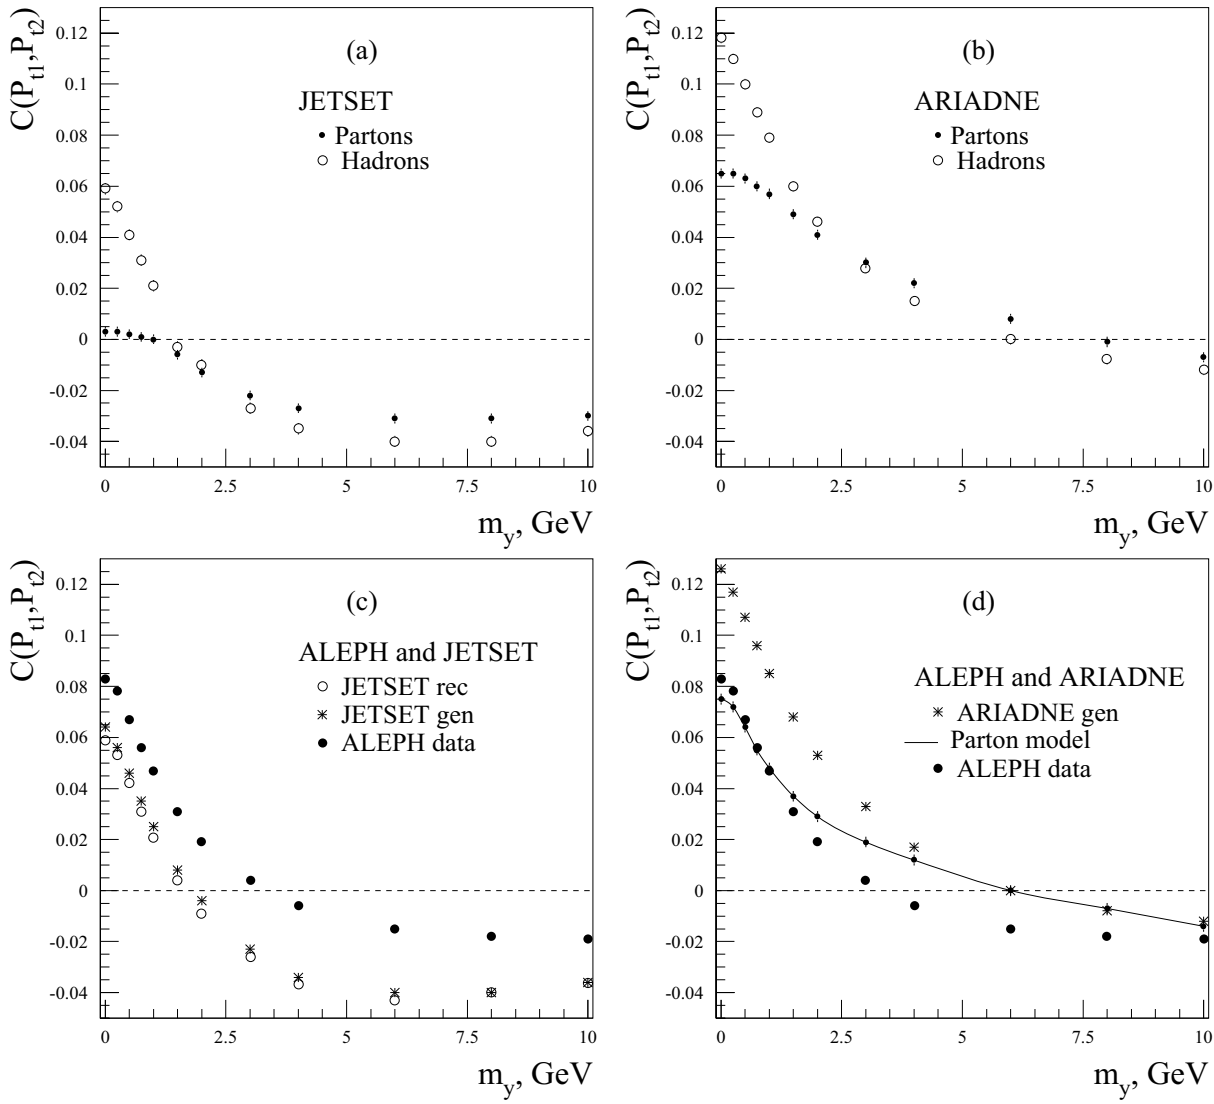 C(P_t1,P_t2)
(a)
JETSET
Partons
Hadrons
0.12
0.1
0.08
0.06
0.04
0.02
0
-0.02
-0.04
0 2.5 5 7.5 10
m_y, GeV
C(P_t1,P_t2)
(b)
ARIADNE
Partons
Hadrons
0.12
0.1
0.08
0.06
0.04
0.02
0
-0.02
-0.04
0 2.5 5 7.5 10
m_y, GeV
C(P_t1,P_t2)
(c)
ALEPH and JETSET
JETSET rec
JETSET gen
ALEPH data
0.12
0.1
0.08
0.06
0.04
0.02
0
-0.02
-0.04
0 2.5 5 7.5 10
m_y, GeV
C(P_t1,P_t2)
(d)
ALEPH and ARIADNE
ARIADNE gen
Parton model
ALEPH data
0.12
0.1
0.08
0.06
0.04
0.02
0
-0.02
-0.04
0 2.5 5 7.5 10
m_y, GeV